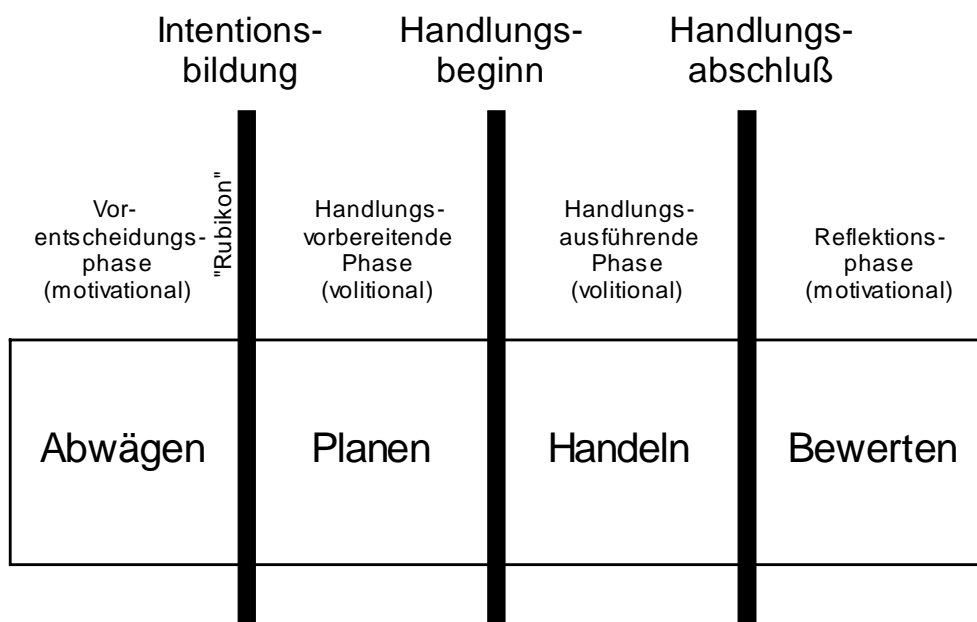 Intentions-
bildung
Handlungs-
beginn
Handlungs-
abschluß
Vor-
entscheidungs-
phase
(motivational)
"Rubikon"
Handlungs-
vorbereitende
Phase
(volitional)
Handlungs-
ausführende
Phase
(volitional)
Reflektions-
phase
(motivational)
Abwägen
Planen
Handeln
Bewerten